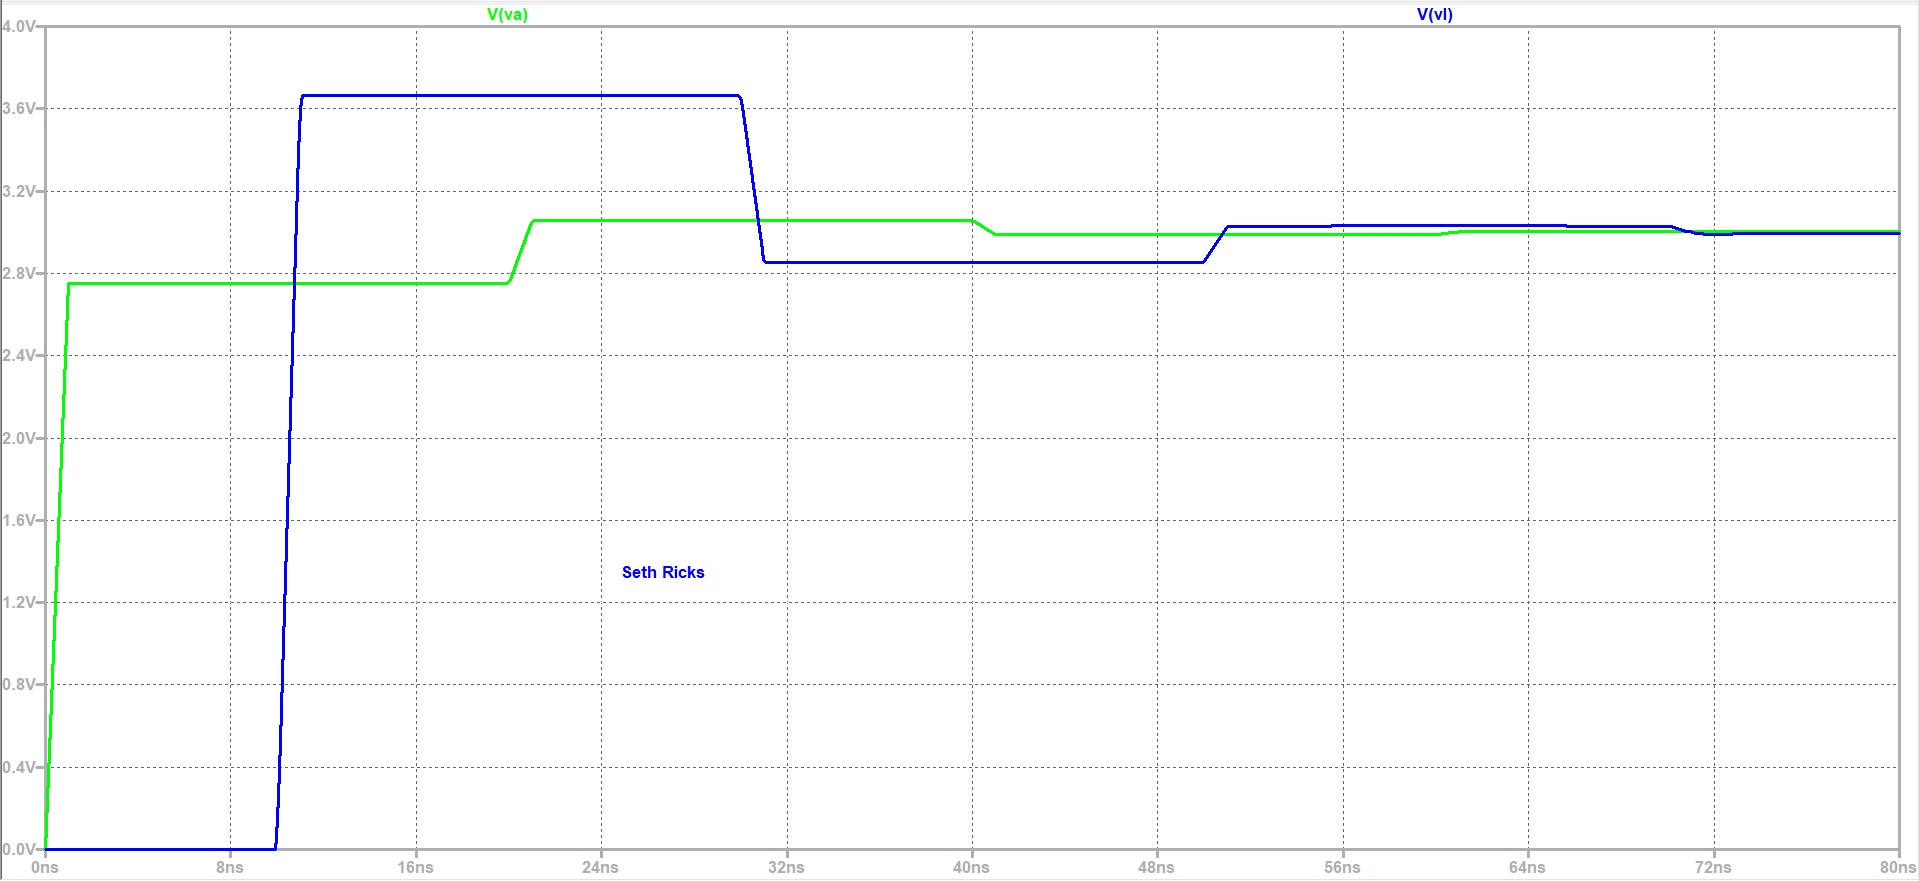 V(va) V(vl)
4.0V
3.6V
3.2V
2.8V
2.4V
2.0V
1.6V
1.2V
0.8V
0.4V
0.0V
Seth Ricks
0ns 8ns 16ns 24ns 32ns 40ns 48ns 56ns 64ns 72ns 80ns